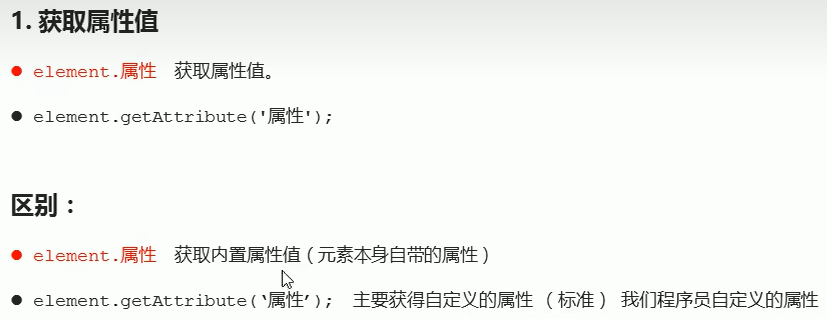 1. 获取属性值
● element.属性 获取属性值。
● element.getAttribute('属性');
区别：
● element.属性 获取内置属性值(元素本身自带的属性)
● element.getAttribute(‘属性’); 主要获得自定义的属性 (标准) 我们程序员自定义的属性